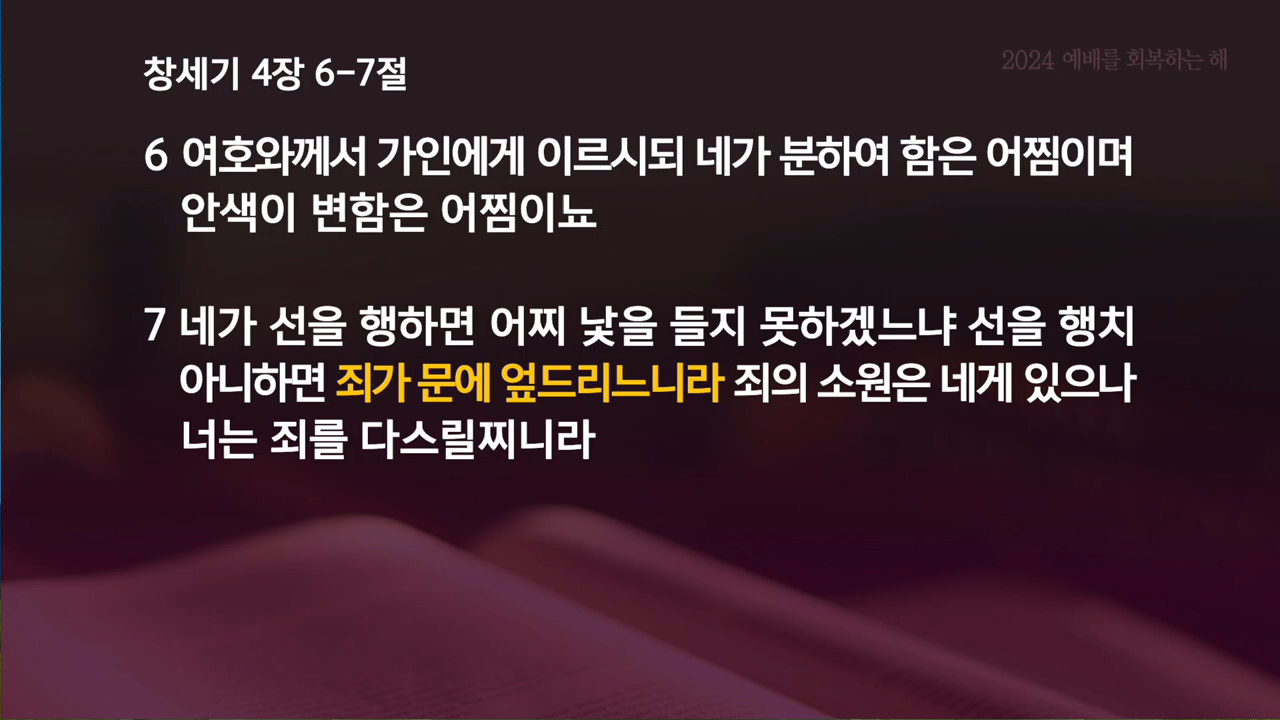 창세기 4장 6-7절
2024 예배를 회복하는 해
6 여호와께서 가인에게 이르시되 네가 분하여 함은 어찜이며
안색이 변함은 어찜이뇨
7 네가 선을 행하면 어찌 낯을 들지 못하겠느냐 선을 행치
아니하면 죄가 문에 엎드리느니라 죄의 소원은 네게 있으나
너는 죄를 다스릴찌니라